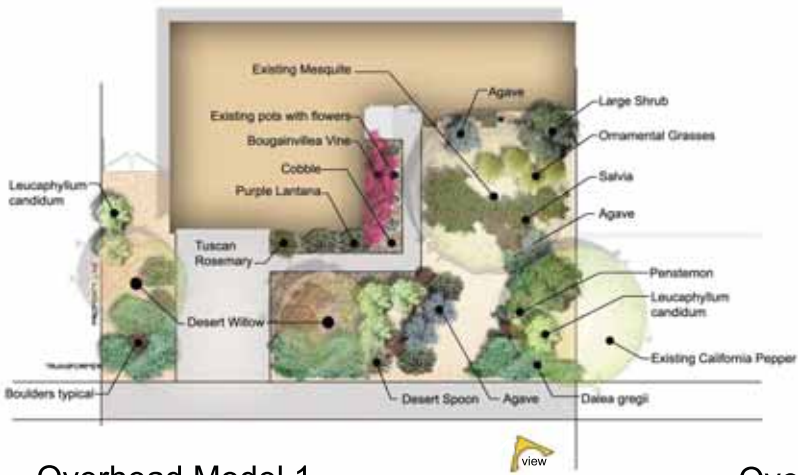 Existing Mesquite
Agave
Large Shrub
Existing pots with flowers
Ornamental Grasses
Bougainvillea Vine
Cobble
Salvia
Leucaphyllum
candidum
Purple Lantana
Agave
Tuscan
Rosemary
Penstemon
Leucaphyllum
candidum
Desert Willow
Existing California Pepper
Boulders typical
Desert Spoon
Agave
Dalea gregii
view
Overhead Model 1